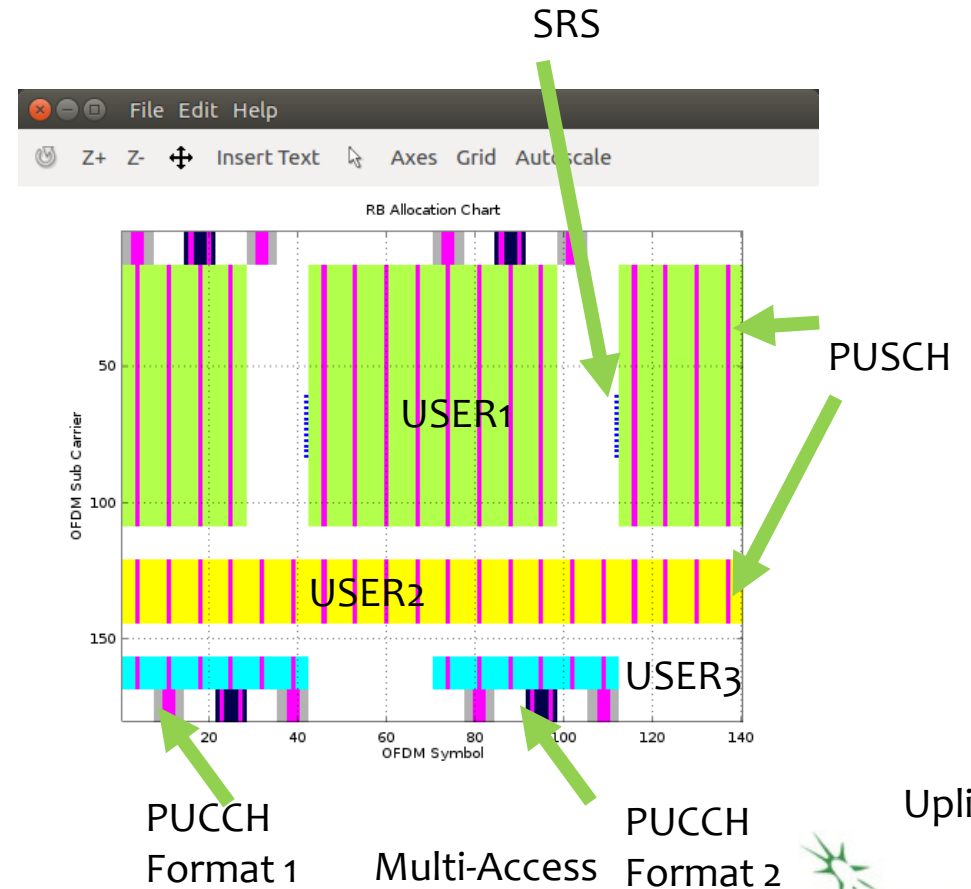 SRS
File Edit Help
Z+ Z- Insert Text Axes Grid Autoscale
RB Allocation Chart
PUSCH
50
USER1
OFDM Sub Carrier
100
USER2
150
USER3
20 40 60 80 100 120 140
OFDM Symbol
PUCCH
Format 1
Multi-Access
PUCCH
Format 2
Upli